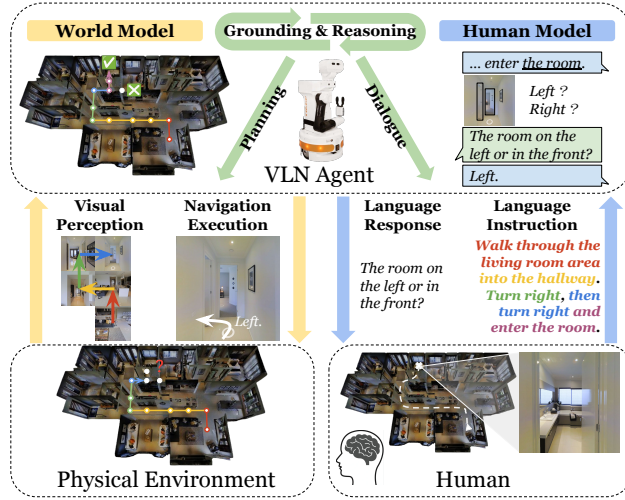 World Model
Grounding & Reasoning
Human Model
... enter the room.
Left ?
Right ?
The room on the
left or in the front?
Left.
Planning
Dialogue
VLN Agent
Visual
Perception
Navigation
Execution
Left.
Language
Response
The room on
the left or in
the front?
Language
Instruction
Walk through the
living room area
into the hallway.
Turn right, then
turn right and
enter the room.
Physical Environment
Human